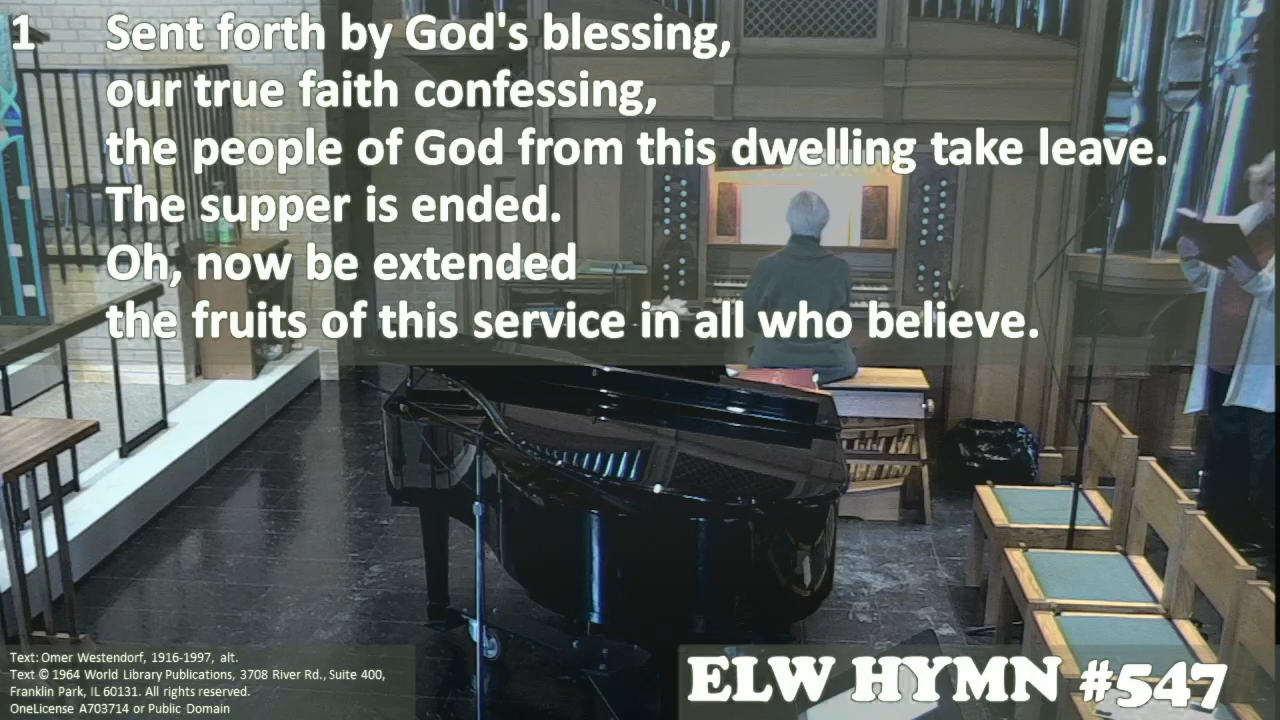 1 Sent forth by God's blessing,
our true faith confessing,
the people of God from this dwelling take leave.
The supper is ended.
Oh, now be extended
the fruits of this service in all who believe.
Text: Omer Westendorf, 1916-1997, alt.
Text © 1964 World Library Publications, 3708 River Rd., Suite 400,
Franklin Park, IL 60131. All rights reserved.
OneLicense A703714 or Public Domain
ELW HYMN #547